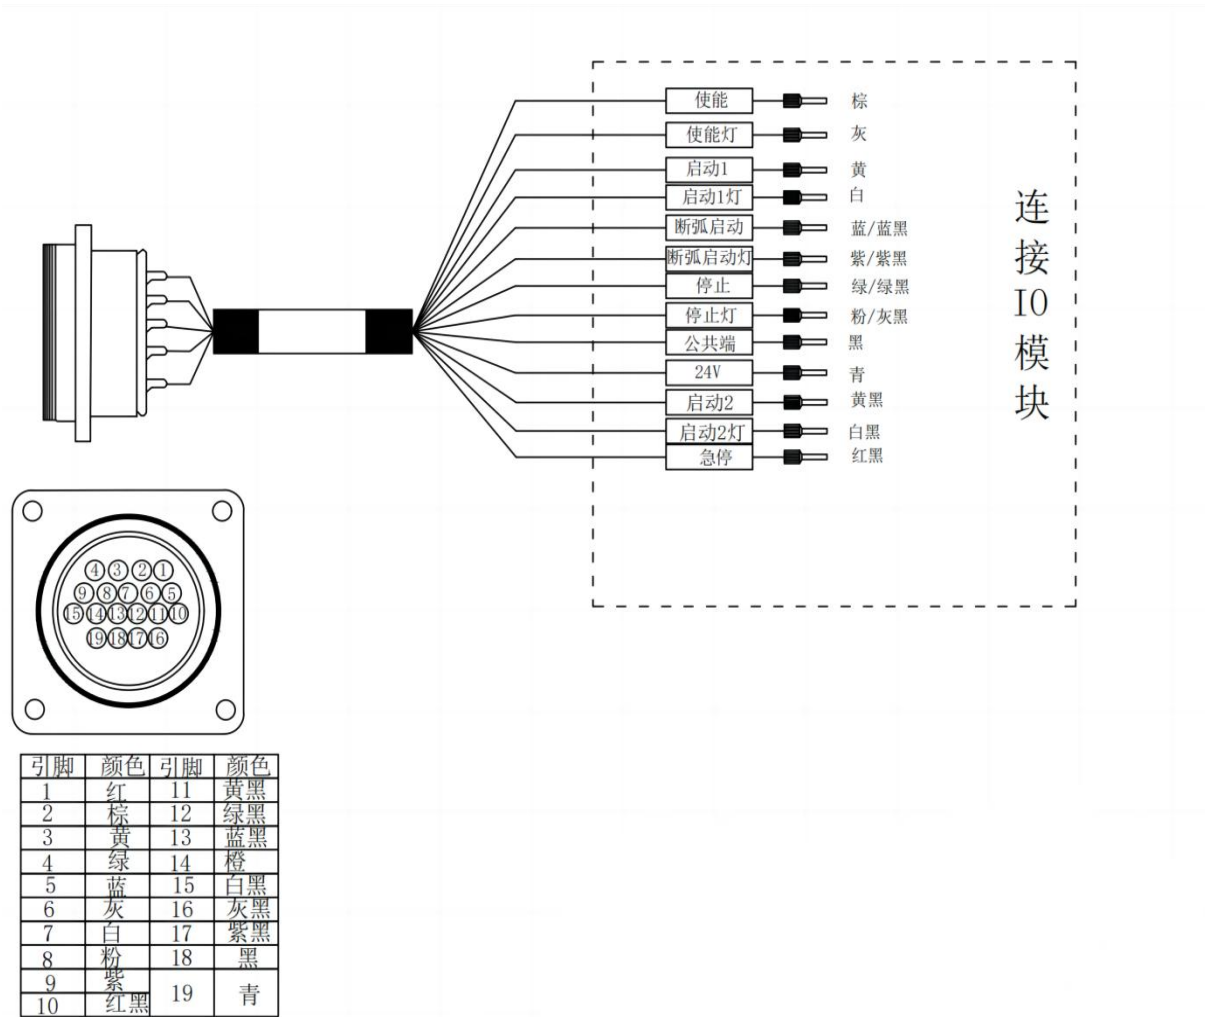 使能 棕
使能灯 灰
启动1 黄
启动1灯 白
断弧启动 蓝/蓝黑
断弧启动灯 紫/紫黑
停止 绿/绿黑
停止灯 粉/灰黑
公共端 黑
24V 青
启动2 黄黑
启动2灯 白黑
急停 红黑
连接IO模块
4 3 2 1
9 8 7 6 5
15 14 13 12 11 10
19 18 17 16
引脚 颜色 引脚 颜色
1 红 11 黄黑
2 棕 12 绿黑
3 黄 13 蓝黑
4 绿 14 橙
5 蓝 15 白黑
6 灰 16 灰黑
7 白 17 紫黑
8 粉 18 黑
9 紫 19 青
10 红黑